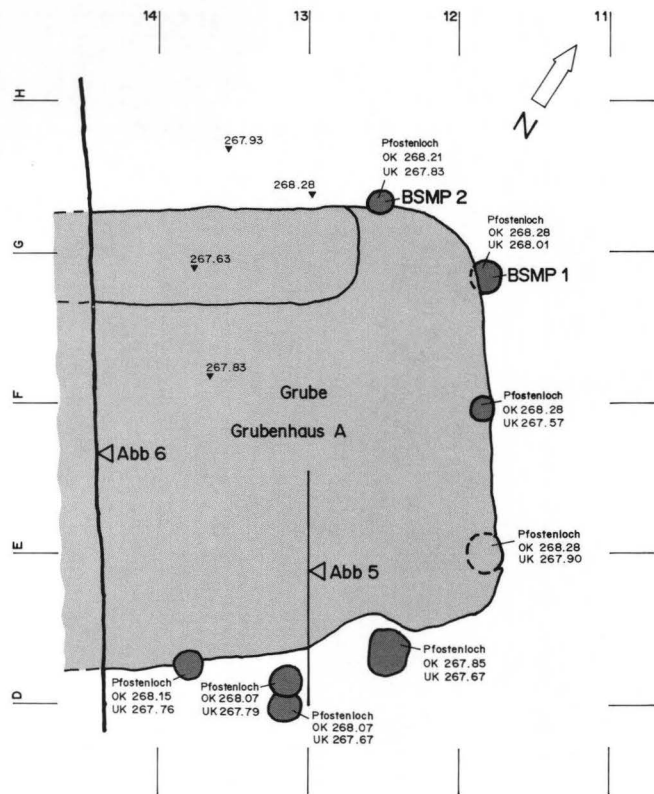 14
13
12
11
H
N
267.93
268.28
Pfostenloch
OK 268.21
UK 267.83
BSMP 2
Pfostenloch
OK 268.28
UK 268.01
BSMP 1
G
267.63
267.83
F
Grube
Grubenhaus A
Pfostenloch
OK 268.28
UK 267.57
Abb 6
E
Abb 5
Pfostenloch
OK 268.28
UK 267.90
Pfostenloch
OK 267.85
UK 267.67
D
Pfostenloch
OK 268.15
UK 267.76
Pfostenloch
OK 268.07
UK 267.79
Pfostenloch
OK 268.07
UK 267.67